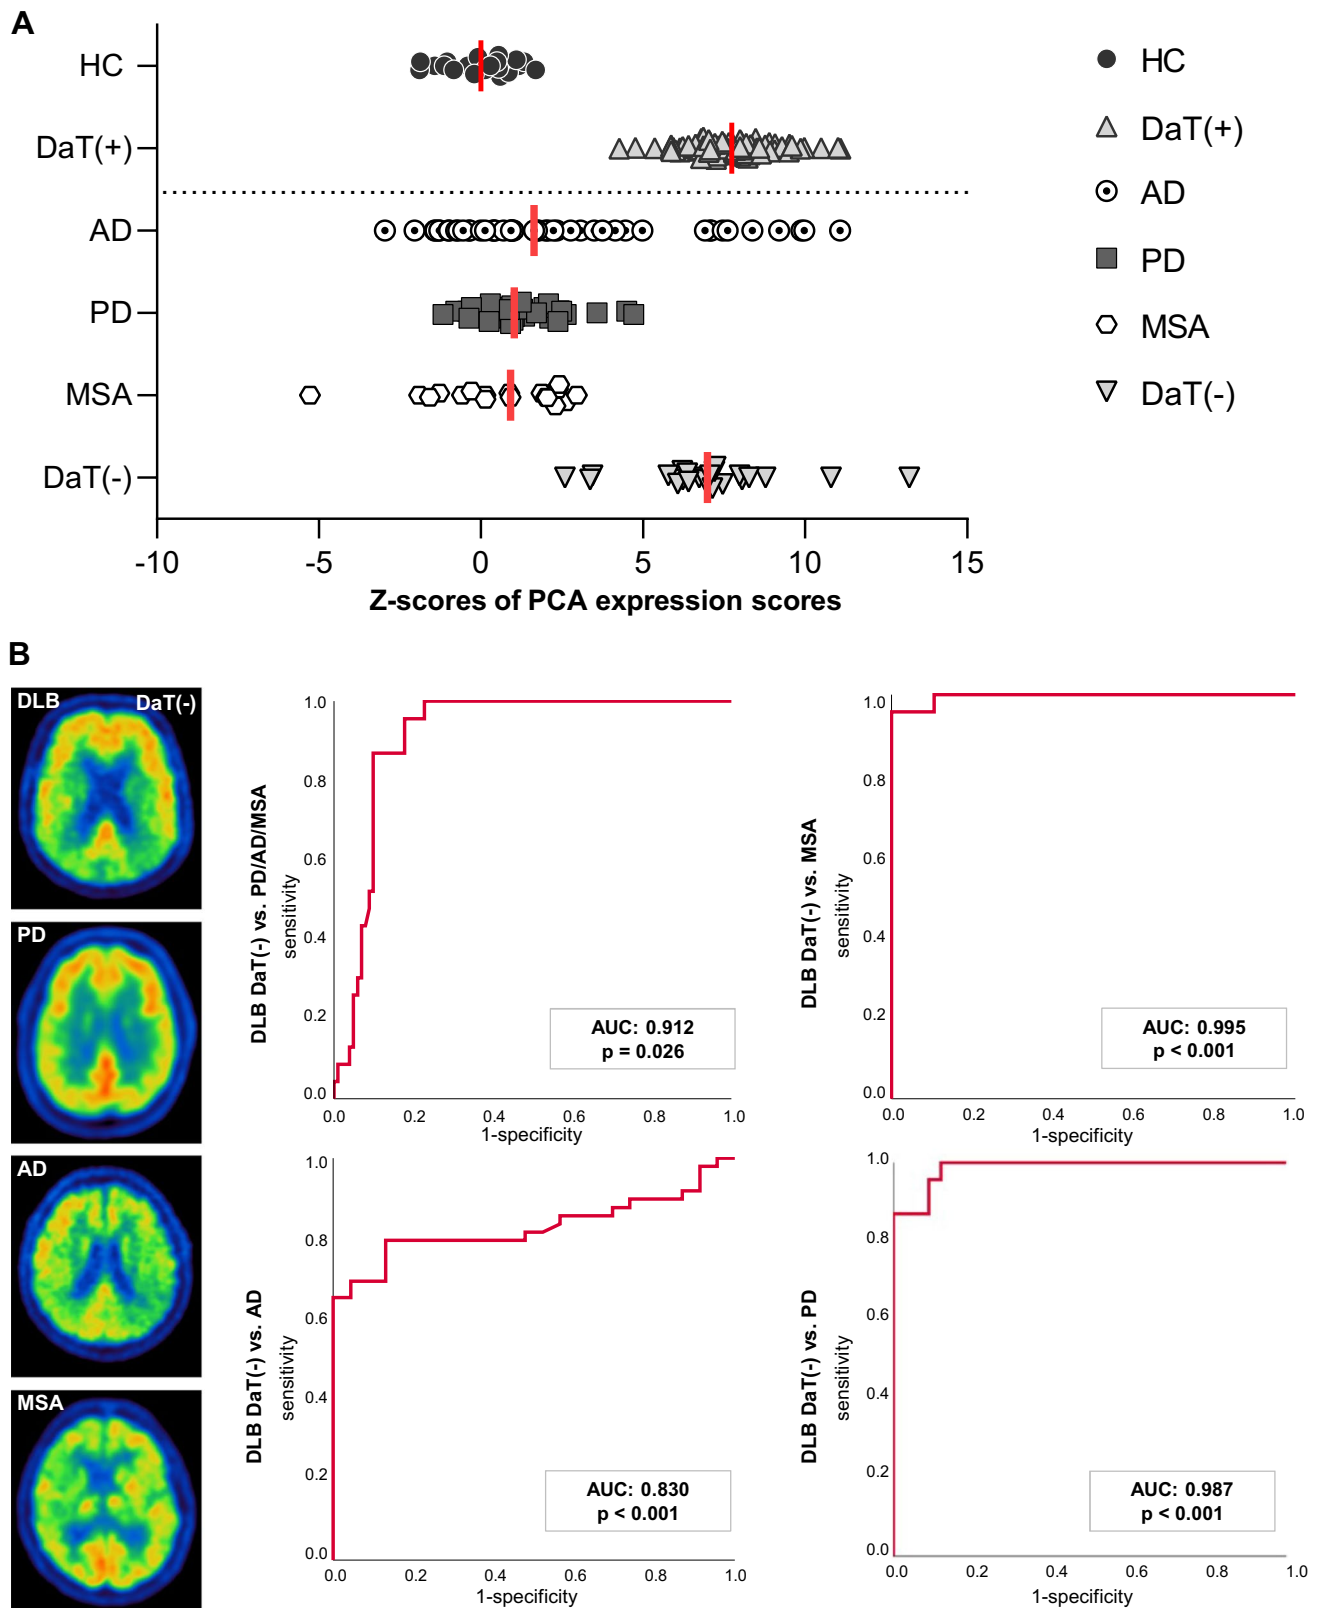 A
HC
DaT(+)
AD
PD
MSA
DaT(-)
-10 -5 0 5 10 15
Z-scores of PCA expression scores
HC
DaT(+)
AD
PD
MSA
DaT(-)
B
DLB DaT(-)
PD
AD
MSA
DLB DaT(-) vs. PD/AD/MSA
sensitivity
1.0
0.8
0.6
0.4
0.2
0.0
AUC: 0.912
p = 0.026
0.0 0.2 0.4 0.6 0.8 1.0
1-specificity
DLB DaT(-) vs. MSA
sensitivity
1.0
0.8
0.6
0.4
0.2
0.0
AUC: 0.995
p < 0.001
0.0 0.2 0.4 0.6 0.8 1.0
1-specificity
DLB DaT(-) vs. AD
sensitivity
1.0
0.8
0.6
0.4
0.2
0.0
AUC: 0.830
p < 0.001
0.0 0.2 0.4 0.6 0.8 1.0
1-specificity
DLB DaT(-) vs. PD
sensitivity
1.0
0.8
0.6
0.4
0.2
0.0
AUC: 0.987
p < 0.001
0.0 0.2 0.4 0.6 0.8 1.0
1-specificity